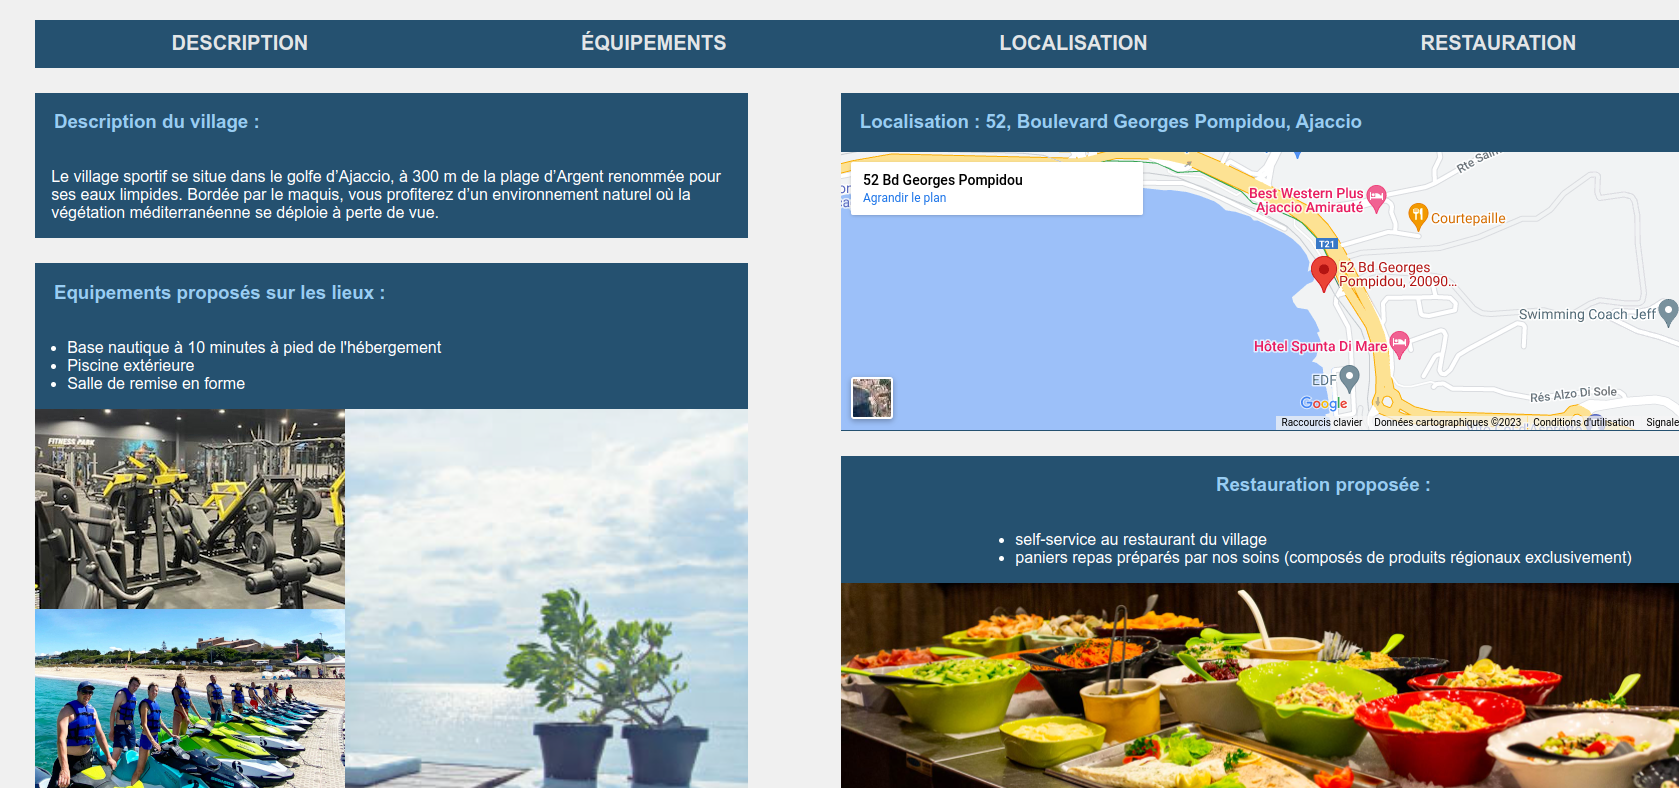 DESCRIPTION
ÉQUIPEMENTS
LOCALISATION
RESTAURATION
Description du village :
Le village sportif se situe dans le golfe d’Ajaccio, à 300 m de la plage d’Argent renommée pour
ses eaux limpides. Bordée par le maquis, vous profiterez d’un environnement naturel où la
végétation méditerranéenne se déploie à perte de vue.
Equipements proposés sur les lieux :
Base nautique à 10 minutes à pied de l'hébergement
Piscine extérieure
Salle de remise en forme
FITNESS PARK
Localisation : 52, Boulevard Georges Pompidou, Ajaccio
52 Bd Georges Pompidou
Agrandir le plan
Rte
Best Western Plus
Ajaccio Amirauté
Courtepaille
T21
52 Bd Georges
Pompidou, 20090...
Swimming Coach Jeff
Hôtel Spunta Di Mare
EDF
Rés Alzo Di Sole
Google
Raccourcis clavier
Données cartographiques ©2023
Conditions d'utilisation
Signale
Restauration proposée :
self-service au restaurant du village
paniers repas préparés par nos soins (composés de produits régionaux exclusivement)